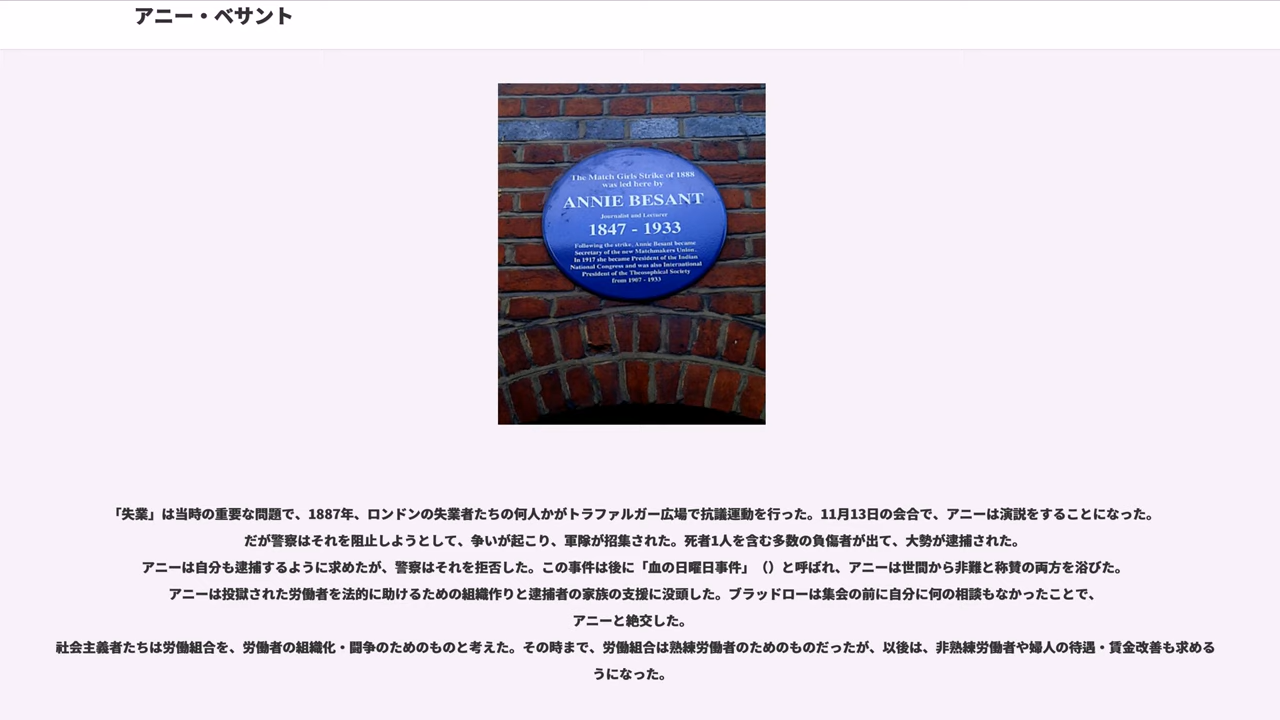 アニー・ベサント
The Match Girls Strike of 1888
was led here by
ANNIE BESANT
Journalist and Lecturer
1847 - 1933
Following the strike, Annie Besant became
Secretary of the new Matchmakers Union.
In 1917 she became President of the Indian
National Congress and was also International
President of the Theosophical Society
from 1907 - 1933
「失業」は当時の重要な問題で、1887年、ロンドンの失業者たちの何人かがトラファルガー広場で抗議運動を行った。11月13日の会合で、アニーは演説をすることになった。
だが警察はそれを阻止しようとして、争いが起こり、軍隊が招集された。死者1人を含む多数の負傷者が出て、大勢が逮捕された。
アニーは自分も逮捕するように求めたが、警察はそれを拒否した。この事件は後に「血の日曜日事件」（）と呼ばれ、アニーは世間から非難と称賛の両方を浴びた。
アニーは投獄された労働者を法的に助けるための組織作りと逮捕者の家族の支援に没頭した。ブラッドローは集会の前に自分に何の相談もなかったことで、
アニーと絶交した。
社会主義者たちは労働組合を、労働者の組織化・闘争のためのものと考えた。その時まで、労働組合は熟練労働者のためのものだったが、以後は、非熟練労働者や婦人の待遇・賃金改善も求める
うになった。